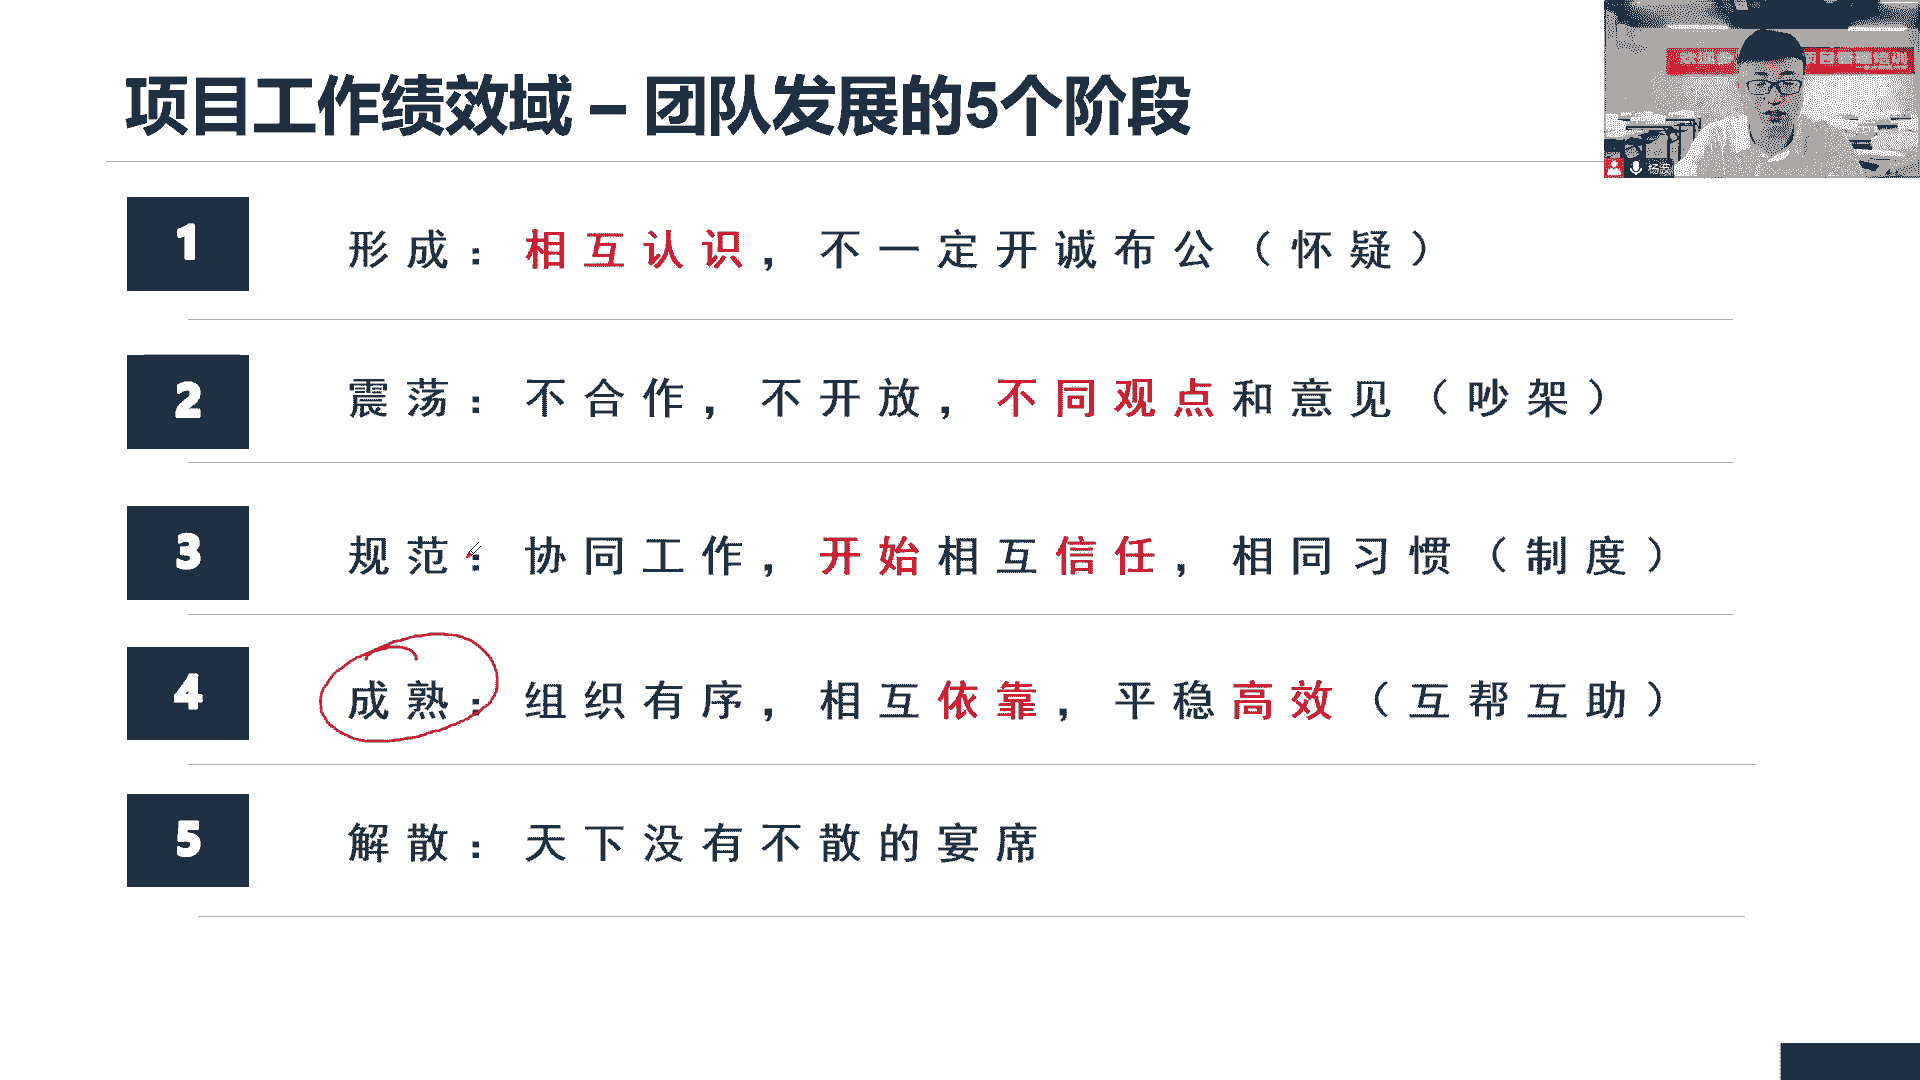 项目工作绩效域 – 团队发展的5个阶段
1
形成：相互认识，不一定开诚布公（怀疑）
2
震荡：不合作，不开放，不同观点和意见（吵架）
3
规范：协同工作，开始相互信任，相同习惯（制度）
4
成熟：组织有序，相互依靠，平稳高效（互帮互助）
5
解散：天下没有不散的宴席